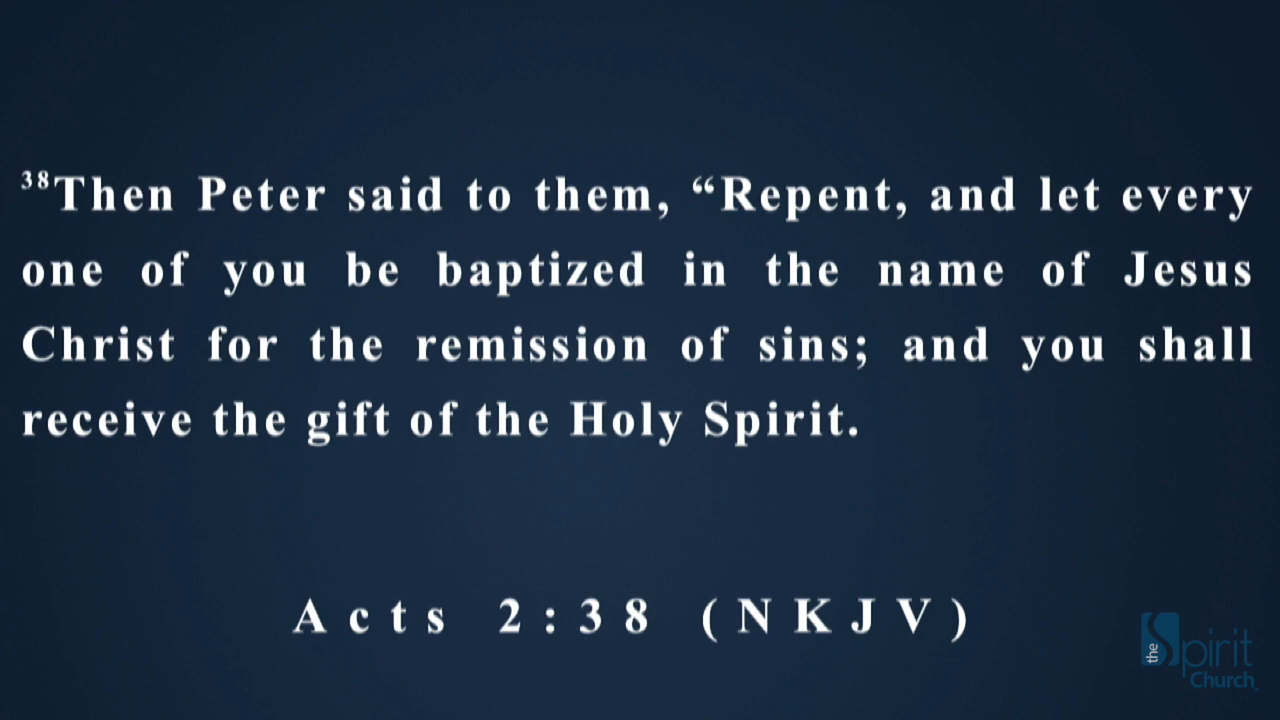 ³⁸Then Peter said to them, “Repent, and let every
one of you be baptized in the name of Jesus
Christ for the remission of sins; and you shall
receive the gift of the Holy Spirit.
Acts 2:38 (NKJV)
the Spirit
Church